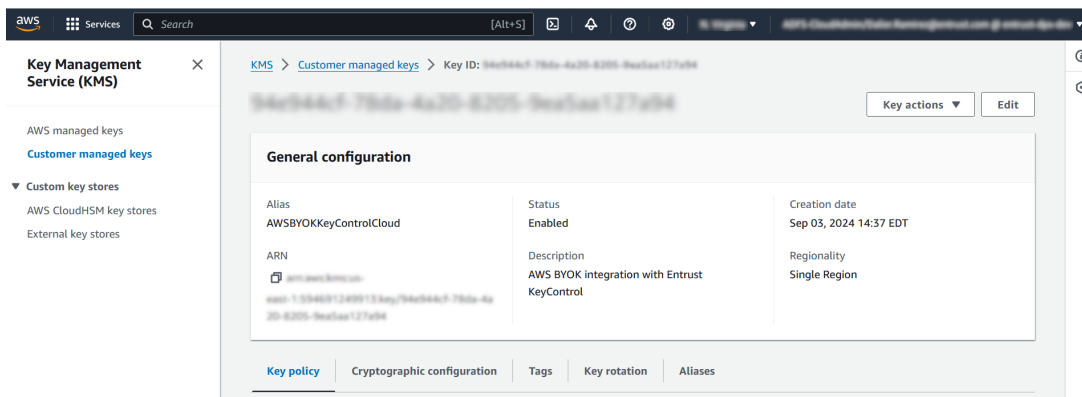 aws
Services
Search
[Alt+S]
Key Management
Service (KMS)
AWS managed keys
Customer managed keys
Custom key stores
AWS CloudHSM key stores
External key stores
KMS > Customer managed keys > Key ID:
Key actions
Edit
General configuration
Alias
AWSBYOKKeyControlCloud
ARN
Status
Enabled
Description
AWS BYOK integration with Entrust
KeyControl
Creation date
Sep 03, 2024 14:37 EDT
Regionality
Single Region
Key policy
Cryptographic configuration
Tags
Key rotation
Aliases